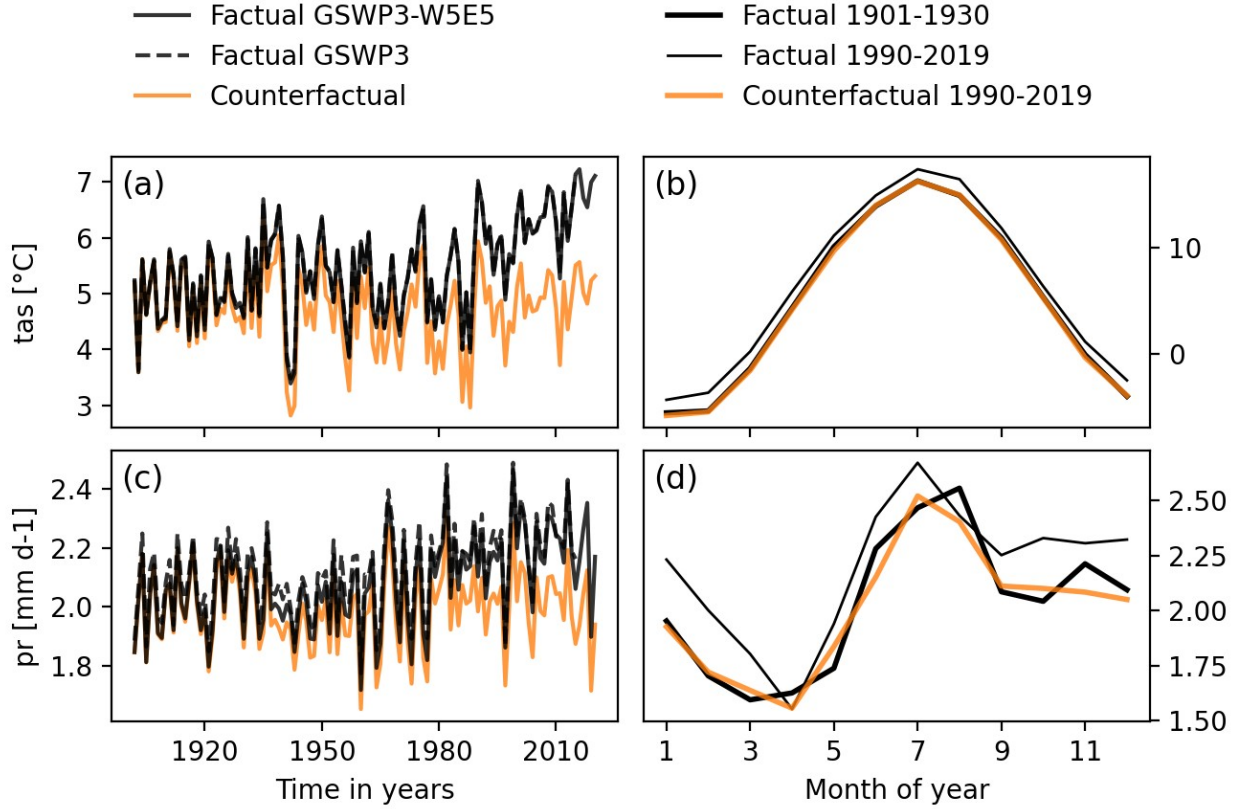 Factual GSWP3-W5E5
Factual GSWP3
Counterfactual
Factual 1901-1930
Factual 1990-2019
Counterfactual 1990-2019
(a)
7
6
5
4
3
tas [°C]
(b)
10
0
(c)
2.4
2.2
2.0
1.8
pr [mm d-1]
1920
1950
1980
2010
Time in years
(d)
2.50
2.25
2.00
1.75
1.50
1
3
5
7
9
11
Month of year